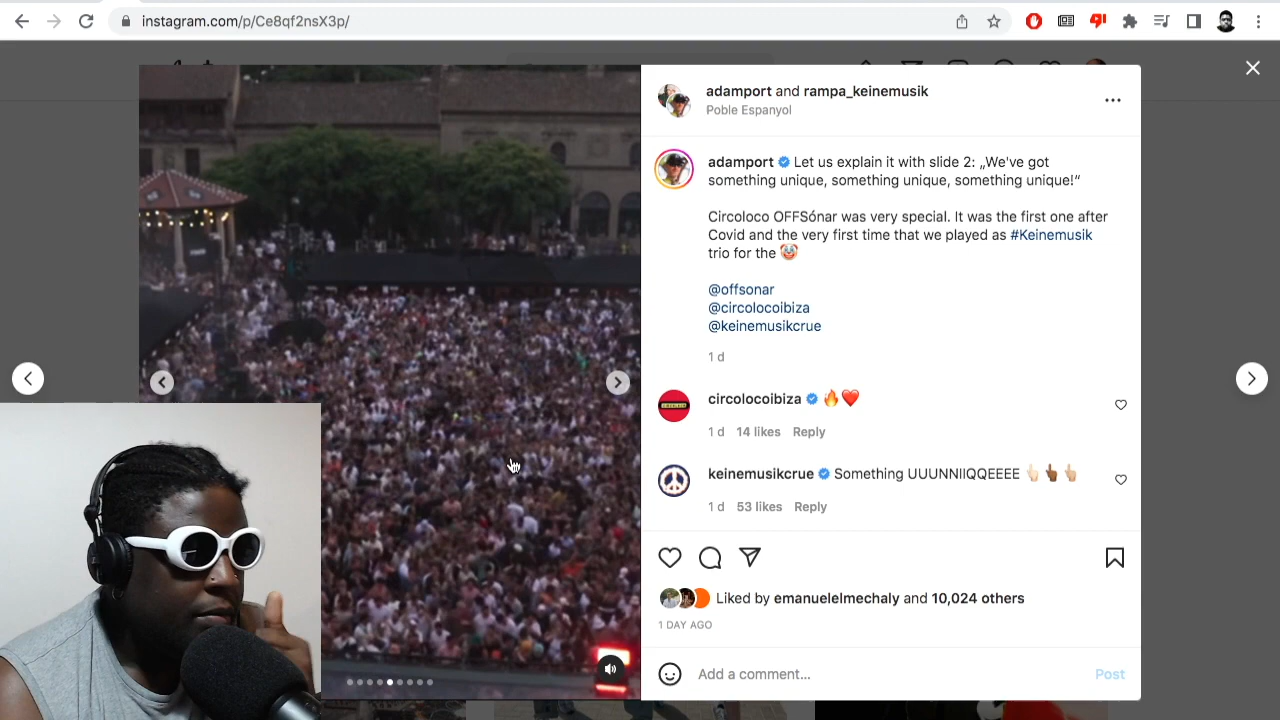 instagram.com/p/Ce8qf2nsX3p/
adamport and rampa_keinemusik
Poble Espanyol
adamport Let us explain it with slide 2: „We've got
something unique, something unique, something unique!“
Circoloco OFFSónar was very special. It was the first one after
Covid and the very first time that we played as #Keinemusik
trio for the 🤡
@offsonar
@circolocoibiza
@keinemusikcrue
1 d
circolocoibiza 🔥❤️
1 d 14 likes Reply
keinemusikcrue Something UUUNNIIQQEEEE 👆🏻👆🏾👆🏼
1 d 53 likes Reply
Liked by emanuelelmechaly and 10,024 others
1 DAY AGO
Add a comment... Post